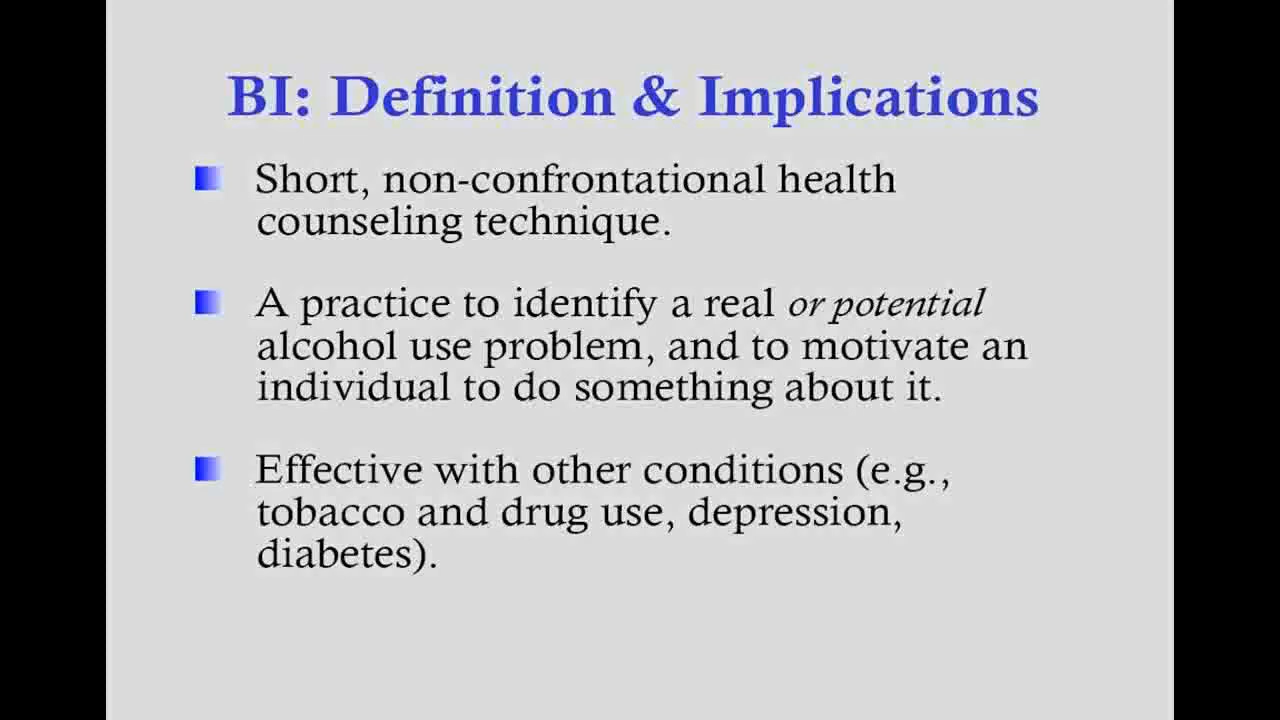 BI: Definition & Implications
Short, non-confrontational health
counseling technique.
A practice to identify a real or potential
alcohol use problem, and to motivate an
individual to do something about it.
Effective with other conditions (e.g.,
tobacco and drug use, depression,
diabetes).